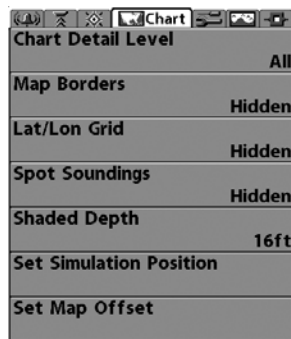 Chart
Chart Detail Level
All
Map Borders
Hidden
Lat/Lon Grid
Hidden
Spot Soundings
Hidden
Shaded Depth
16ft
Set Simulation Position
Set Map Offset